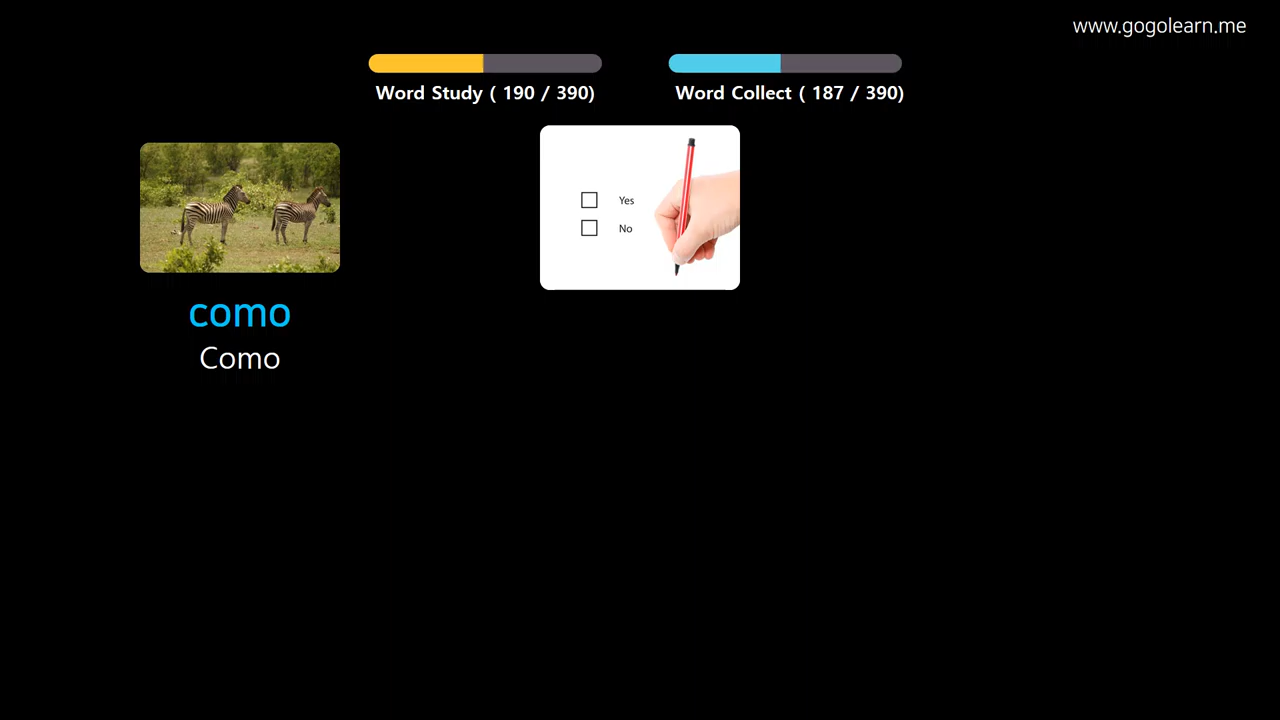 www.gogolearn.me
Word Study ( 190 / 390)
Word Collect ( 187 / 390)
Yes
No
como
Como